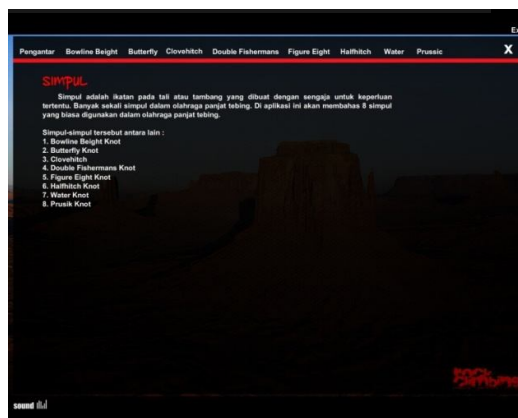 Pengantar Bowline Beight Butterfly Clovehitch Double Fishermans Figure Eight Halfhitch Water Prussic X
SIMPUL
Simpul adalah ikatan pada tali atau tambang yang dibuat dengan sengaja untuk keperluan
tertentu. Banyak sekali simpul dalam olahraga panjat tebing. Di aplikasi ini akan membahas 8 simpul
yang biasa digunakan dalam olahraga panjat tebing.
Simpul-simpul tersebut antara lain :
1. Bowline Beight Knot
2. Butterfly Knot
3. Clovehitch
4. Double Fishermans Knot
5. Figure Eight Knot
6. Halfhitch Knot
7. Water Knot
8. Prusik Knot
sound